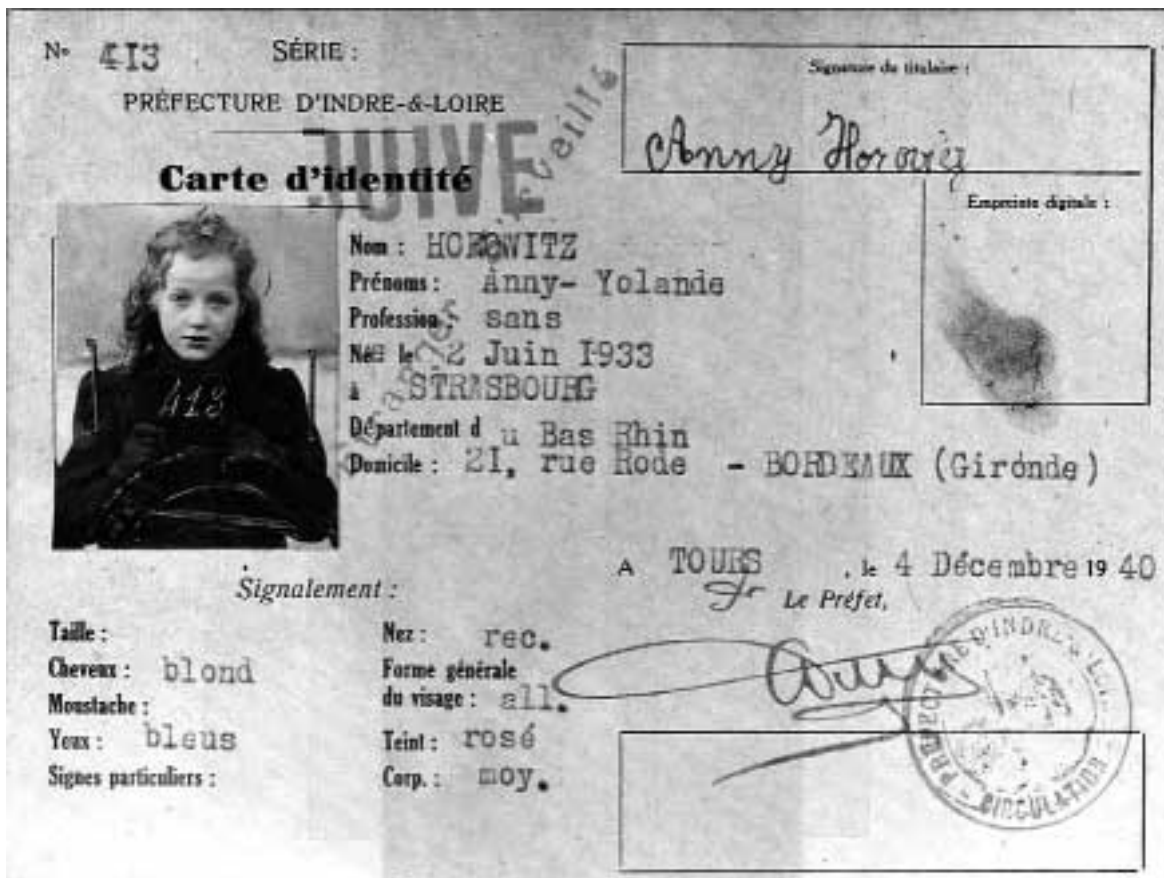 N° 413 SÉRIE :
PRÉFECTURE D'INDRE-&-LOIRE
JUIVE
Carte d'identité
Signature du titulaire :
Anny Horowitz
Empreinte digitale :
413
Nom : HOROWITZ
Prénoms : Anny- Yolande
Profession : sans
Née le 2 Juin 1933
à STRASBOURG
Département d u Bas Rhin
Domicile : 21, rue Rode - BORDEAUX (Gironde)
A TOURS , le 4 Décembre 19 40
Le Préfet,
Signalement :
Taille :
Cheveux : blond
Moustache :
Yeux : bleus
Signes particuliers :
Nez : rec.
Forme générale
du visage : all.
Teint : rosé
Corp. : moy.
CIRCULATION